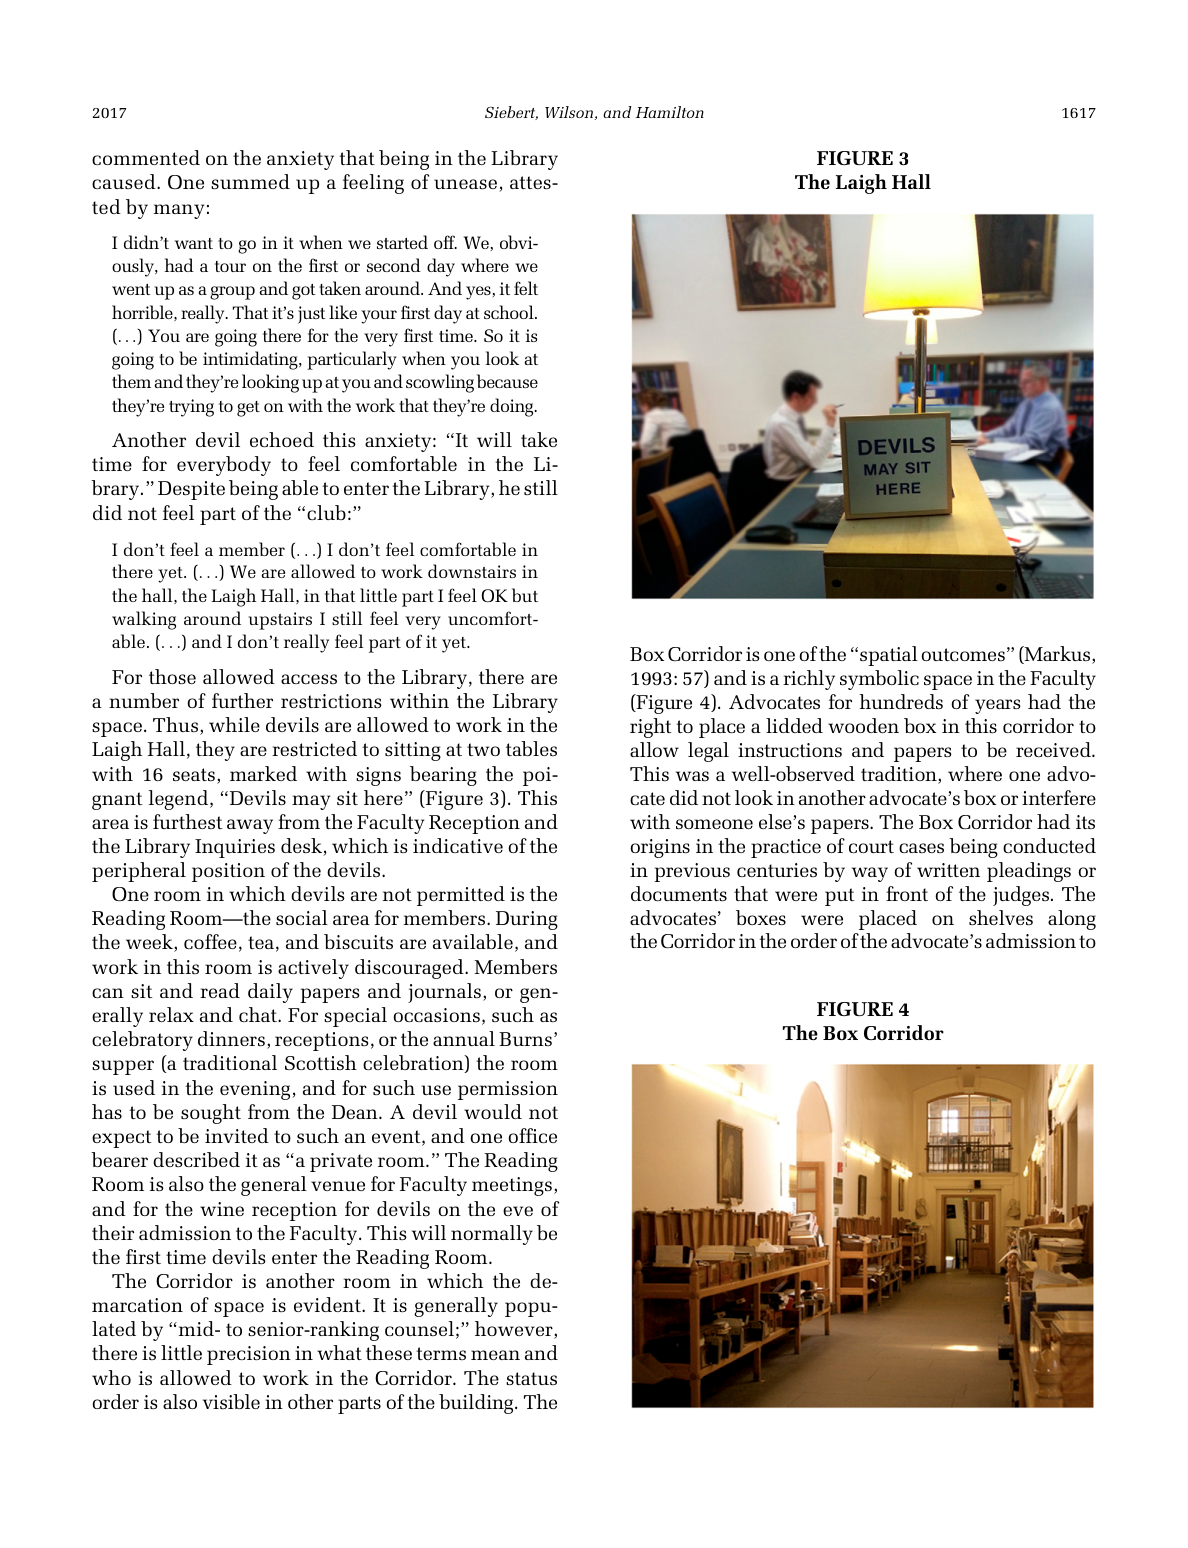 2017
Siebert, Wilson, and Hamilton
1617
commented on the anxiety that being in the Library
caused. One summed up a feeling of unease, attes-
ted by many:
I didn’t want to go in it when we started off. We, obvi-
ously, had a tour on the first or second day where we
went up as a group and got taken around. And yes, it felt
horrible, really. That it’s just like your first day at school.
(...) You are going there for the very first time. So it is
going to be intimidating, particularly when you look at
them and they’re looking up at you and scowling because
they’re trying to get on with the work that they’re doing.
Another devil echoed this anxiety: “It will take
time for everybody to feel comfortable in the Li-
brary.” Despite being able to enter the Library, he still
did not feel part of the “club:”
I don’t feel a member (...) I don’t feel comfortable in
there yet. (...) We are allowed to work downstairs in
the hall, the Laigh Hall, in that little part I feel OK but
walking around upstairs I still feel very uncomfort-
able. (...) and I don’t really feel part of it yet.
For those allowed access to the Library, there are
a number of further restrictions within the Library
space. Thus, while devils are allowed to work in the
Laigh Hall, they are restricted to sitting at two tables
with 16 seats, marked with signs bearing the poi-
gnant legend, “Devils may sit here” (Figure 3). This
area is furthest away from the Faculty Reception and
the Library Inquiries desk, which is indicative of the
peripheral position of the devils.
One room in which devils are not permitted is the
Reading Room—the social area for members. During
the week, coffee, tea, and biscuits are available, and
work in this room is actively discouraged. Members
can sit and read daily papers and journals, or gen-
erally relax and chat. For special occasions, such as
celebratory dinners, receptions, or the annual Burns’
supper (a traditional Scottish celebration) the room
is used in the evening, and for such use permission
has to be sought from the Dean. A devil would not
expect to be invited to such an event, and one office
bearer described it as “a private room.” The Reading
Room is also the general venue for Faculty meetings,
and for the wine reception for devils on the eve of
their admission to the Faculty. This will normally be
the first time devils enter the Reading Room.
The Corridor is another room in which the de-
marcation of space is evident. It is generally popu-
lated by “mid- to senior-ranking counsel;” however,
there is little precision in what these terms mean and
who is allowed to work in the Corridor. The status
order is also visible in other parts of the building. The
FIGURE 3
The Laigh Hall
DEVILS
MAY SIT
HERE
Box Corridor is one of the “spatial outcomes” (Markus,
1993: 57) and is a richly symbolic space in the Faculty
(Figure 4). Advocates for hundreds of years had the
right to place a lidded wooden box in this corridor to
allow legal instructions and papers to be received.
This was a well-observed tradition, where one advo-
cate did not look in another advocate’s box or interfere
with someone else’s papers. The Box Corridor had its
origins in the practice of court cases being conducted
in previous centuries by way of written pleadings or
documents that were put in front of the judges. The
advocates’ boxes were placed on shelves along
the Corridor in the order of the advocate’s admission to
FIGURE 4
The Box Corridor